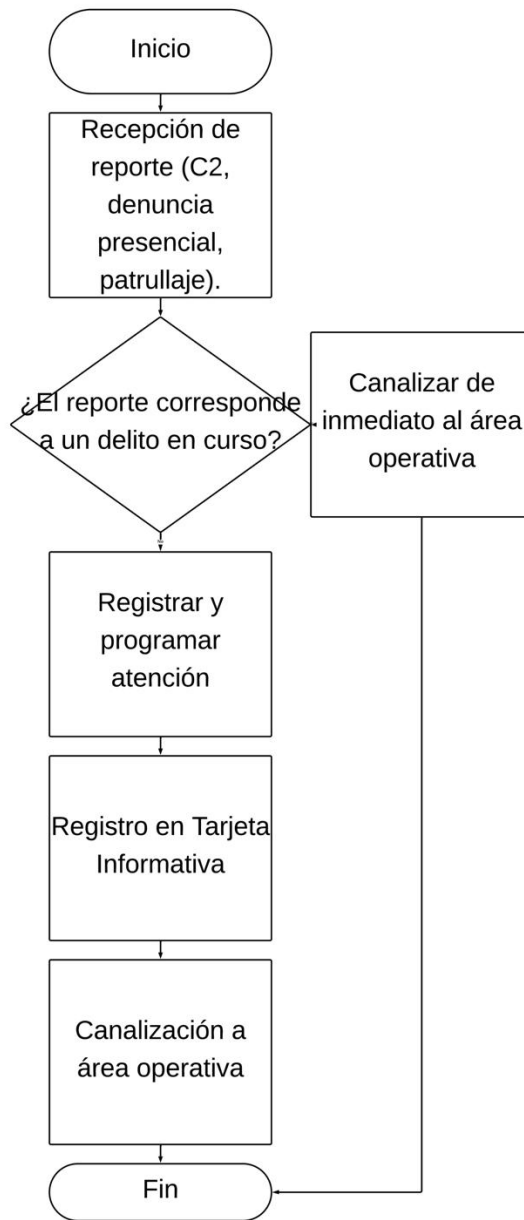 Inicio
Recepción de
reporte (C2,
denuncia
presencial,
patrullaje).
¿El reporte corresponde
a un delito en curso?
Canalizar de
inmediato al área
operativa
Registrar y
programar
atención
Registro en Tarjeta
Informativa
Canalización a
área operativa
Fin